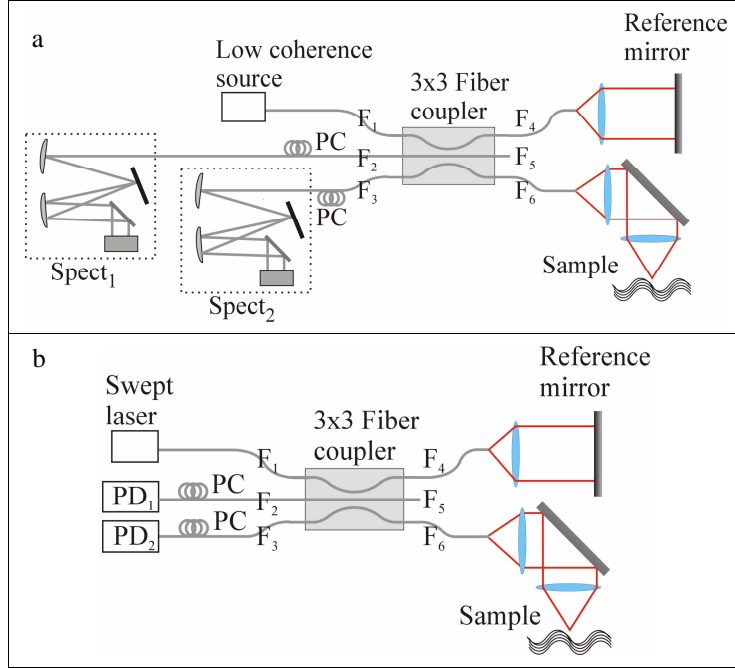 a
Low coherence
source
3x3 Fiber
coupler
Reference
mirror
F1
F4
PC
F2
F5
PC
F3
F6
Spect1
Spect2
Sample
b
Swept
laser
3x3 Fiber
coupler
Reference
mirror
F1
F4
PD1
PC
F2
F5
PD2
PC
F3
F6
Sample